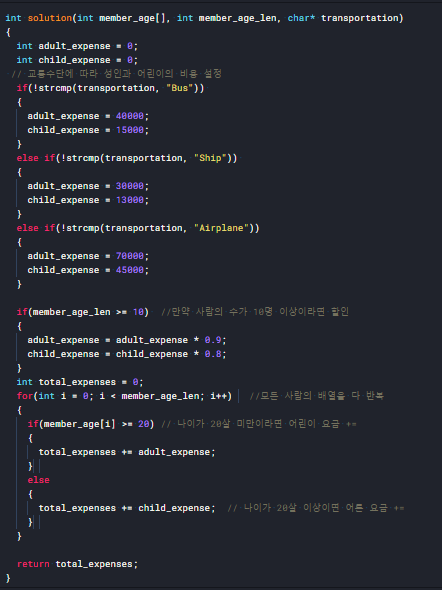 int solution(int member_age[], int member_age_len, char* transportation)
{
int adult_expense = 0;
int child_expense = 0;
// 교통수단에 따라 성인과 어린이의 비용 설정
if(!strcmp(transportation, "Bus"))
{
adult_expense = 40000;
child_expense = 15000;
}
else if(!strcmp(transportation, "Ship"))
{
adult_expense = 30000;
child_expense = 13000;
}
else if(!strcmp(transportation, "Airplane"))
{
adult_expense = 70000;
child_expense = 45000;
}
if(member_age_len >= 10) //만약 사람의 수가 10명 이상이라면 할인
{
adult_expense = adult_expense * 0.9;
child_expense = child_expense * 0.8;
}
int total_expenses = 0;
for(int i = 0; i < member_age_len; i++) //모든 사람의 배열을 다 반복
{
if(member_age[i] >= 20) // 나이가 20살 미만이라면 어린이 요금 +=
{
total_expenses += adult_expense;
}
else
{
total_expenses += child_expense; // 나이가 20살 이상이면 어른 요금 +=
}
}
return total_expenses;
}